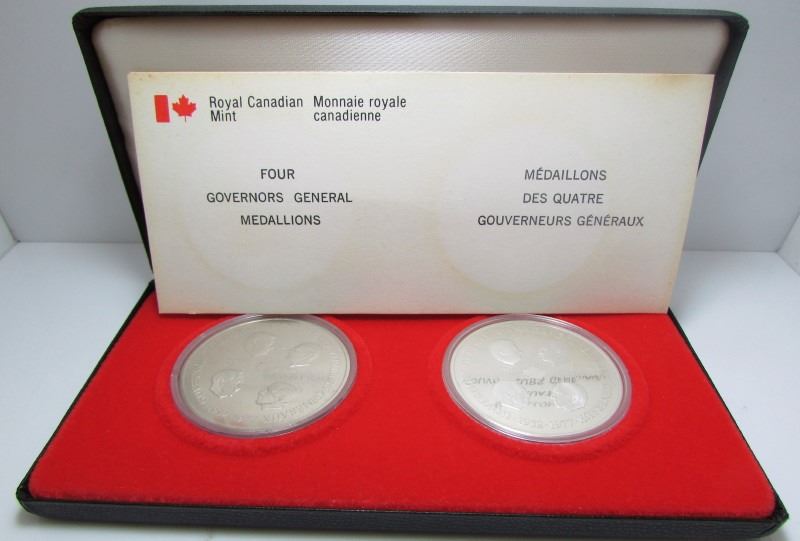 Royal Canadian Mint
Monnaie royale canadienne
FOUR
GOVERNORS GENERAL
MEDALLIONS
MÉDAILLONS
DES QUATRE
GOUVERNEURS GÉNÉRAUX